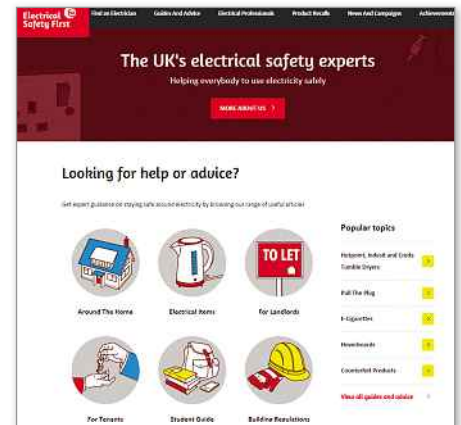 Electrical
Safety First
Find an Electrician
Guides And Advice
Electrical Professionals
Product Recalls
News And Campaigns
Achievements
The UK's electrical safety experts
Helping everybody to use electricity safely
MORE ABOUT US
Looking for help or advice?
Get expert guidance on staying safe around electricity by browsing our range of useful articles
TO LET
Around The Home
Electrical Items
For Landlords
For Tenants
Student Guide
Building Regulations
Popular topics
Hotpoint, Indesit and Creda
Tumble Dryers
Pull The Plug
E-Cigarettes
Hoverboards
Counterfeit Products
View all guides and advice